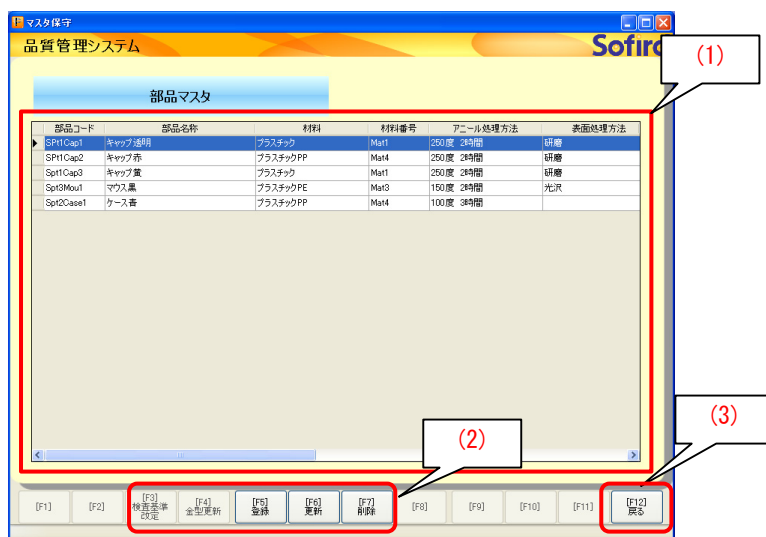 マスタ保守
品質管理システム
Sofiro
(1)
部品マスタ
部品コード 部品名称 材料 材料番号 アニール処理方法 表面処理方法
SPt1Cap1 キャップ透明 プラスチック Mat1 250度 2時間 研磨
SPt1Cap2 キャップ赤 プラスチックPP Mat4 250度 2時間 研磨
Spt1Cap3 キャップ黄 プラスチック Mat1 250度 2時間 研磨
Spt3Mou1 マウス黒 プラスチックPE Mat3 150度 2時間 光沢
Spt2Case1 ケース青 プラスチックPP Mat4 100度 3時間
(2)
(3)
[F1] [F2] [F3] 検査基準 改定 [F4] 金型更新 [F5] 登録 [F6] 更新 [F7] 削除 [F8] [F9] [F10] [F11] [F12] 戻る